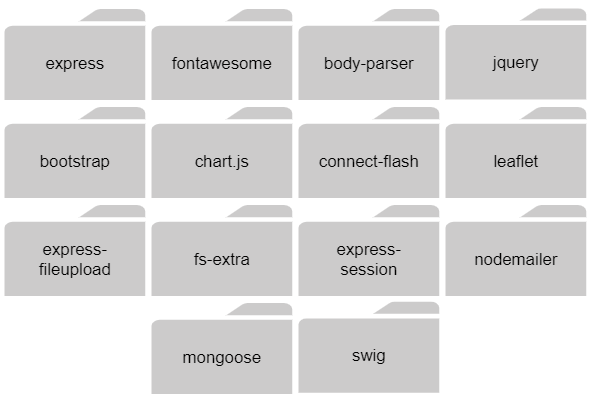 express
fontawesome
body-parser
jquery
bootstrap
chart.js
connect-flash
leaflet
express-
fileupload
fs-extra
express-
session
nodemailer
mongoose
swig